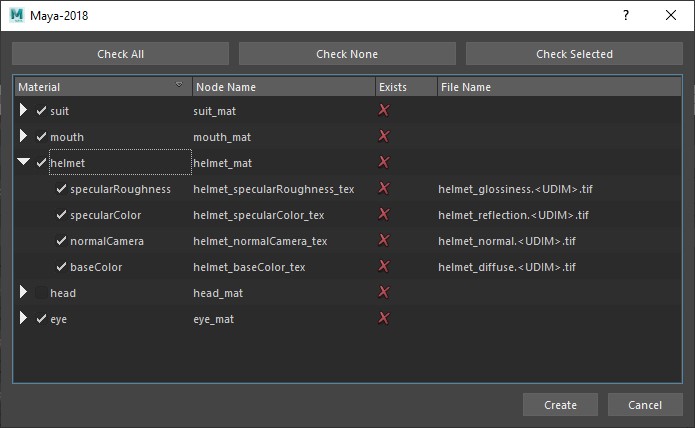 Maya-2018
Check All Check None Check Selected
Material Node Name Exists File Name
suit suit_mat
mouth mouth_mat
helmet helmet_mat
specularRoughness helmet_specularRoughness_tex helmet_glossiness.<UDIM>.tif
specularColor helmet_specularColor_tex helmet_reflection.<UDIM>.tif
normalCamera helmet_normalCamera_tex helmet_normal.<UDIM>.tif
baseColor helmet_baseColor_tex helmet_diffuse.<UDIM>.tif
head head_mat
eye eye_mat
Create Cancel